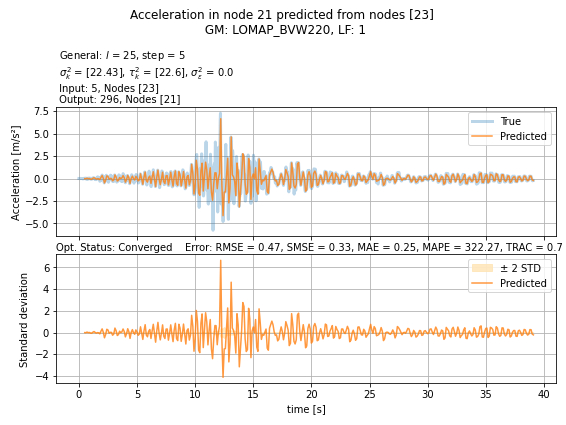 Acceleration in node 21 predicted from nodes [23]
GM: LOMAP_BVW220, LF: 1
General: l = 25, step = 5
σ²ₖ = [22.43], τ²ₖ = [22.6], σ²ε = 0.0
Input: 5, Nodes [23]
Output: 296, Nodes [21]
Acceleration [m/s²]
7.5
5.0
2.5
0.0
−2.5
−5.0
True
Predicted
Opt. Status: Converged Error: RMSE = 0.47, SMSE = 0.33, MAE = 0.25, MAPE = 322.27, TRAC = 0.7
Standard deviation
6
4
2
0
−2
−4
± 2 STD
Predicted
0 5 10 15 20 25 30 35 40
time [s]